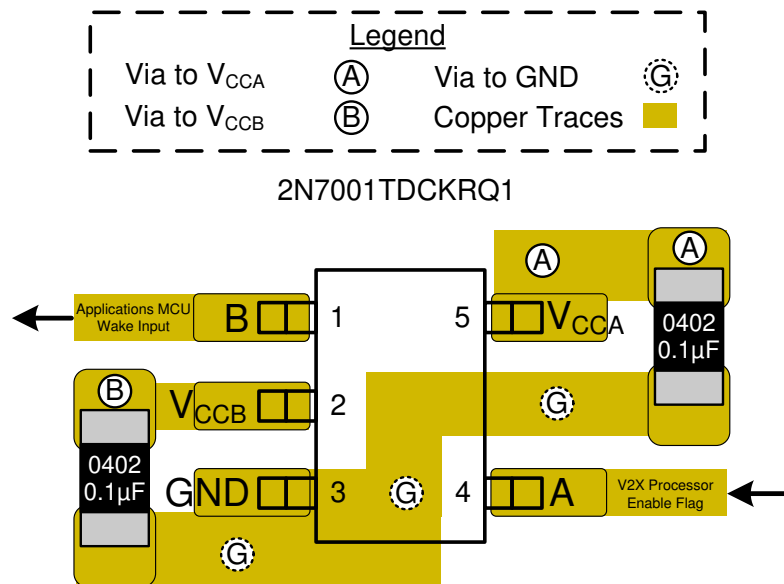 Legend
Via to VCCA A Via to GND G
Via to VCCB B Copper Traces
2N7001TDCKRQ1
A A
Applications MCU
Wake Input
B 1 5 VCCA
0402
0.1µF
B
VCCB 2 G
0402
0.1µF
GND 3 G 4 A
V2X Processor
Enable Flag
G